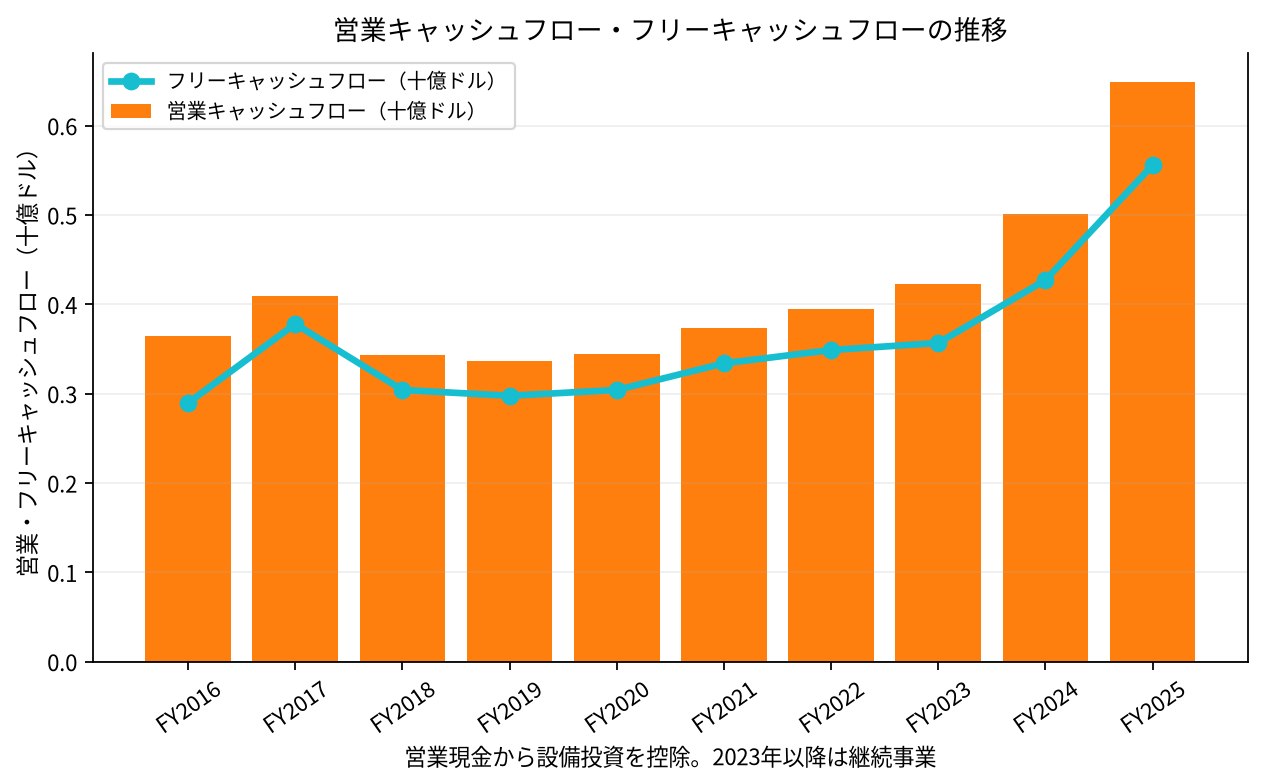 営業キャッシュフロー・フリーキャッシュフローの推移
フリーキャッシュフロー（十億ドル）
営業キャッシュフロー（十億ドル）
営業・フリーキャッシュフロー（十億ドル）
0.6
0.5
0.4
0.3
0.2
0.1
0.0
FY2016
FY2017
FY2018
FY2019
FY2020
FY2021
FY2022
FY2023
FY2024
FY2025
営業現金から設備投資を控除。2023年以降は継続事業